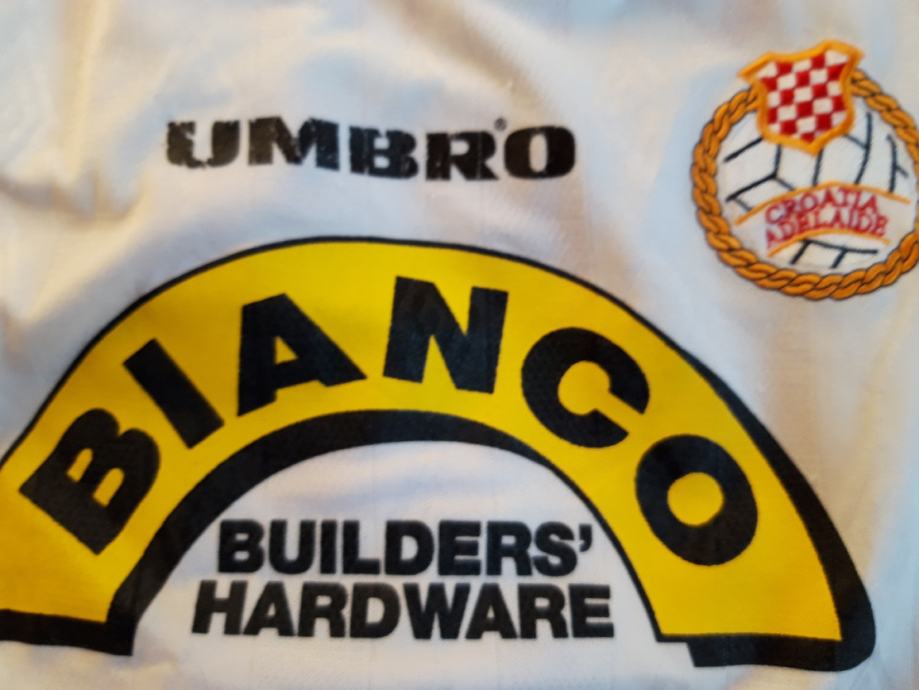 UMBRO®
CROATIA
ADELAIDE
BIANCO
BUILDERS'
HARDWARE